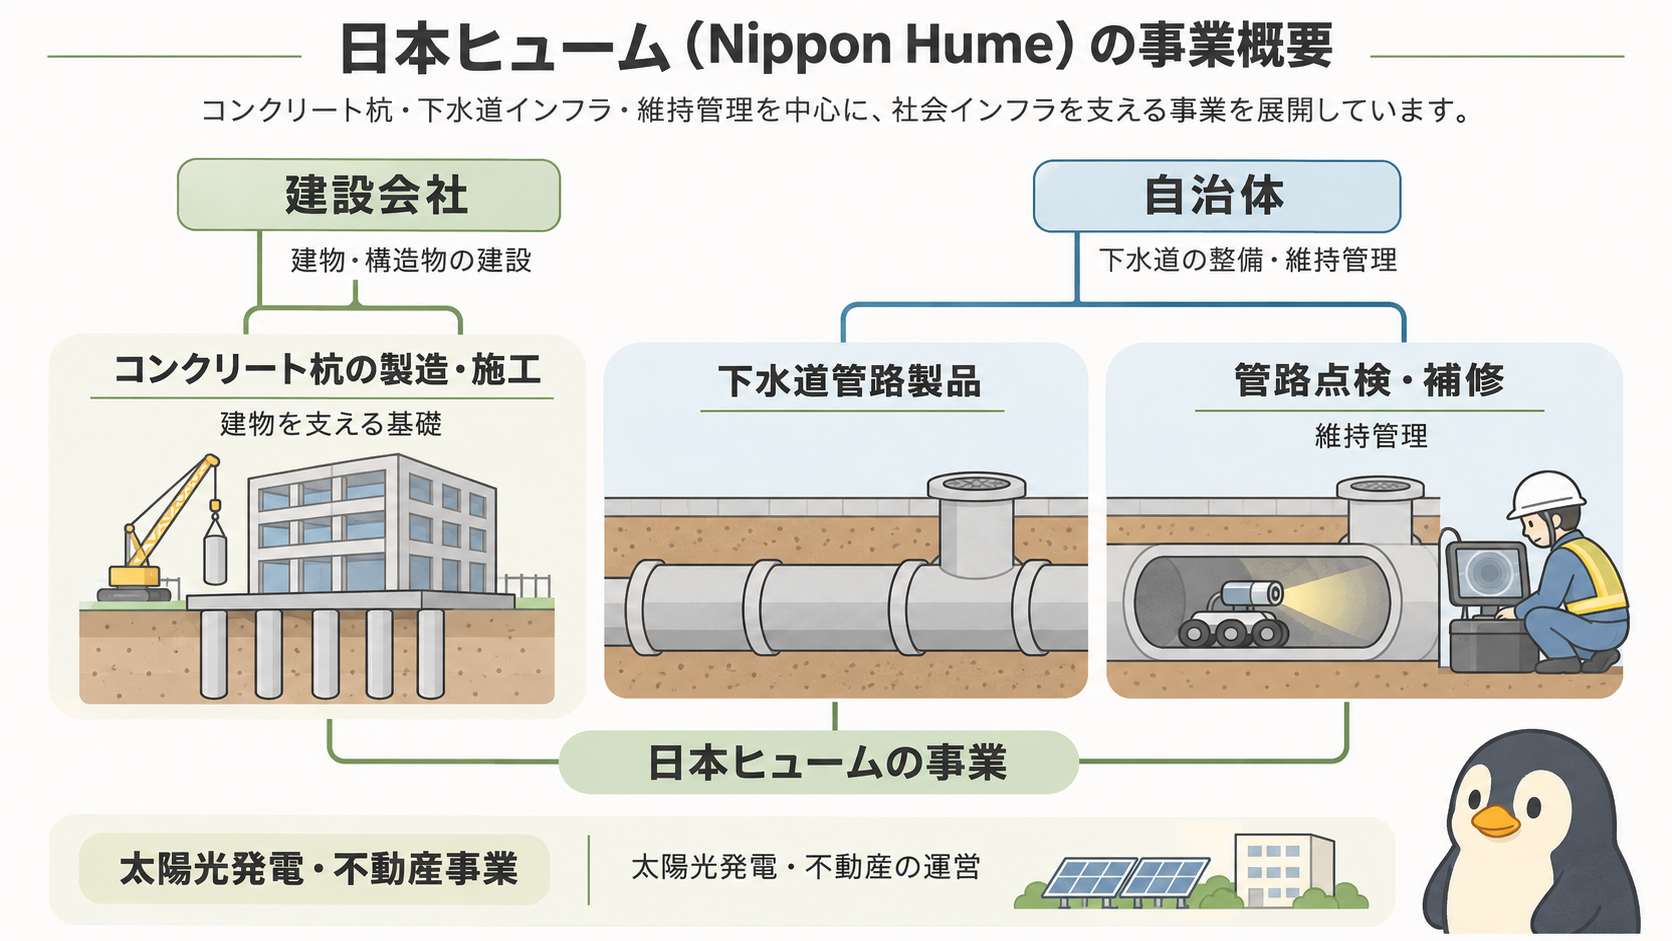 日本ヒューム（Nippon Hume）の事業概要
コンクリート杭・下水道インフラ・維持管理を中心に、社会インフラを支える事業を展開しています。
建設会社
建物・構造物の建設
自治体
下水道の整備・維持管理
コンクリート杭の製造・施工
建物を支える基礎
下水道管路製品
管路点検・補修
維持管理
日本ヒュームの事業
太陽光発電・不動産事業
太陽光発電・不動産の運営